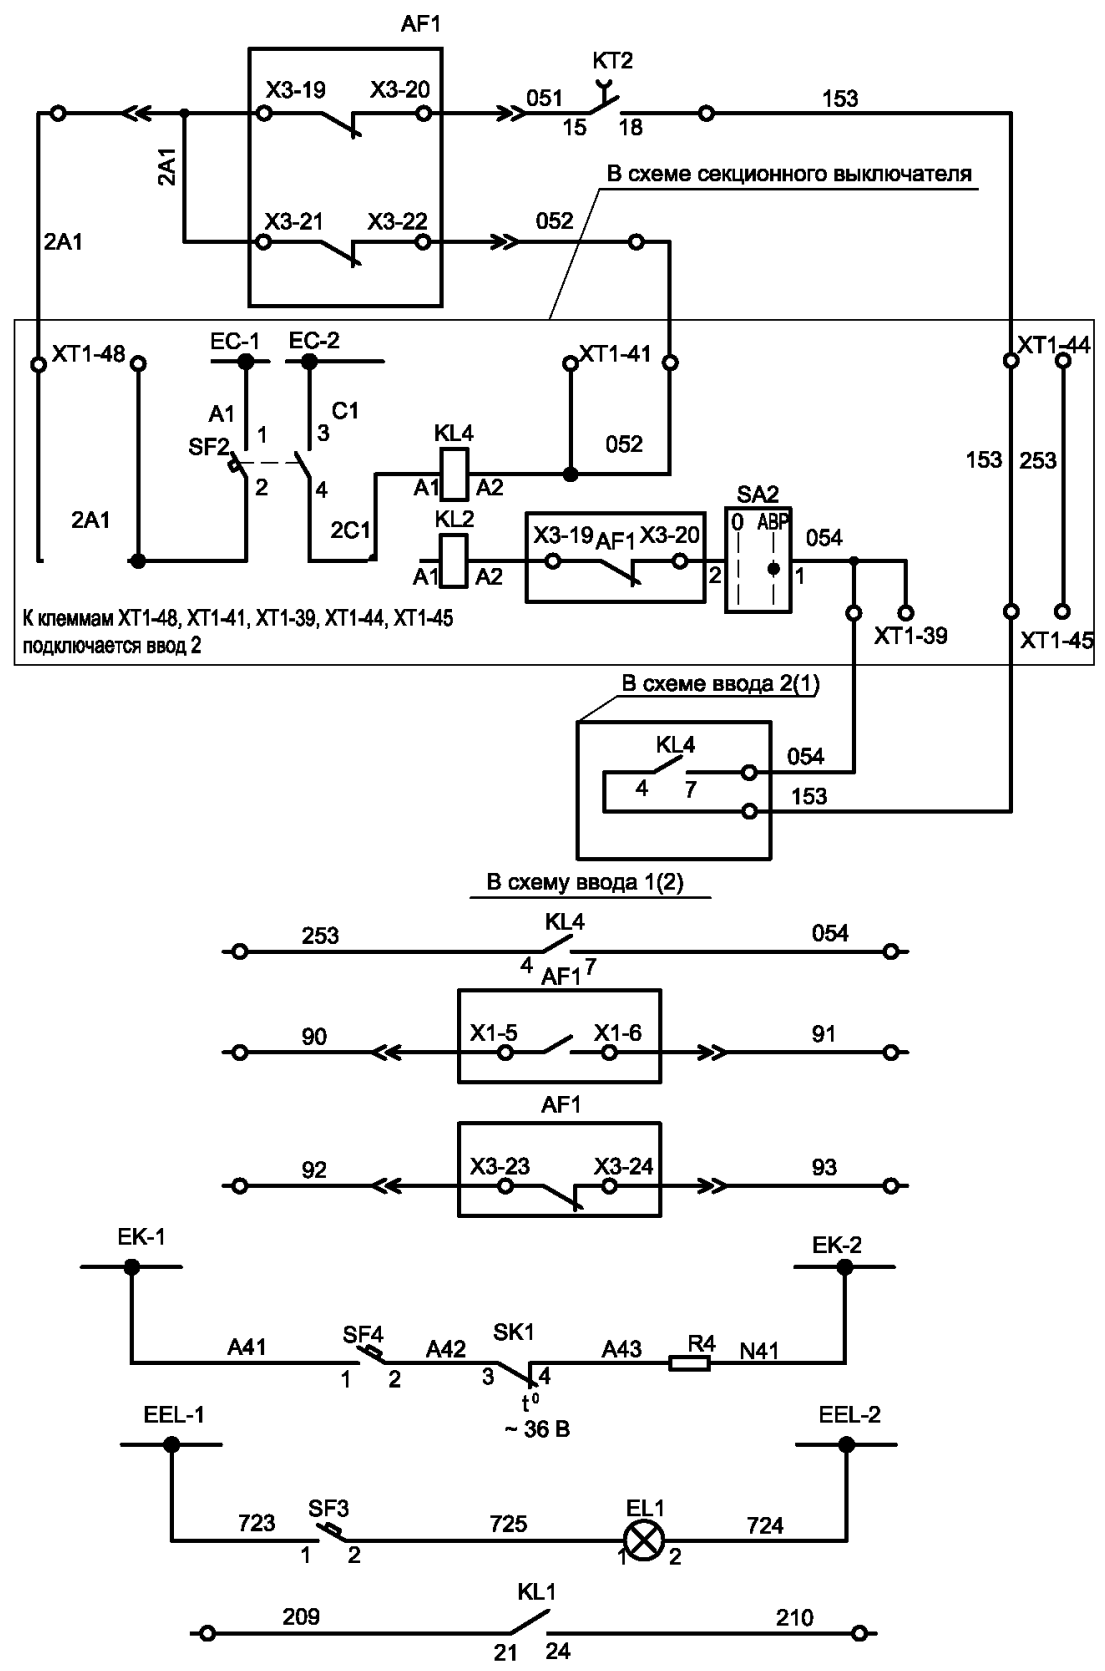 AF1
X3-19 X3-20
051
KT2
15 18
153
2A1
2A1
X3-21 X3-22
052
В схеме секционного выключателя
XT1-48
EC-1 EC-2
XT1-41
XT1-44
A1
C1
SF2
1
3
2
4
KL4
A1 A2
052
153 253
2A1
2C1
KL2
A1 A2
X3-19 AF1 X3-20
SA2
0 АВР
2 1
054
XT1-39
XT1-45
К клеммам XT1-48, XT1-41, XT1-39, XT1-44, XT1-45
подключается ввод 2
В схеме ввода 2(1)
KL4
4 7
054
153
В схему ввода 1(2)
253 KL4 054
4 7
AF1
90 X1-5 X1-6 91
AF1
92 X3-23 X3-24 93
EK-1 EK-2
A41 SF4 A42 SK1 A43 R4 N41
1 2 3 4
t⁰
~ 36 В
EEL-1 EEL-2
723 SF3 725 EL1 724
1 2 1 2
KL1
209 210
21 24